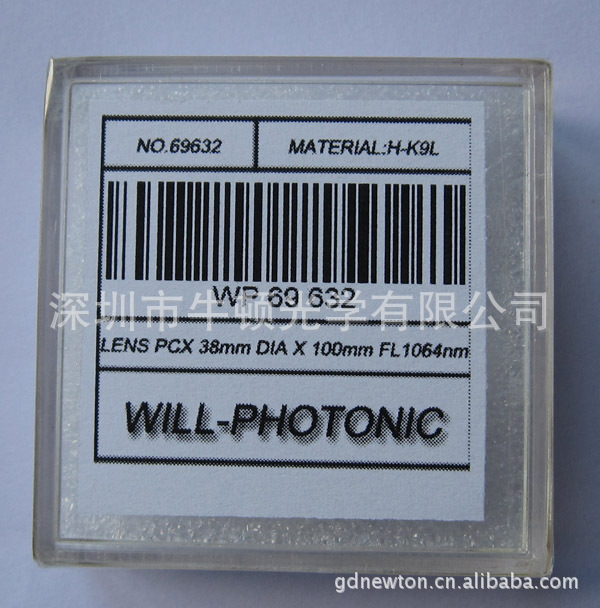 NO.69632 MATERIAL:H-K9L
WP 69 632
深圳市牛顿光学有限公司
LENS PCX 38mm DIA X 100mm FL1064nm
WILL-PHOTONIC
gdnewton.cn.alibaba.com